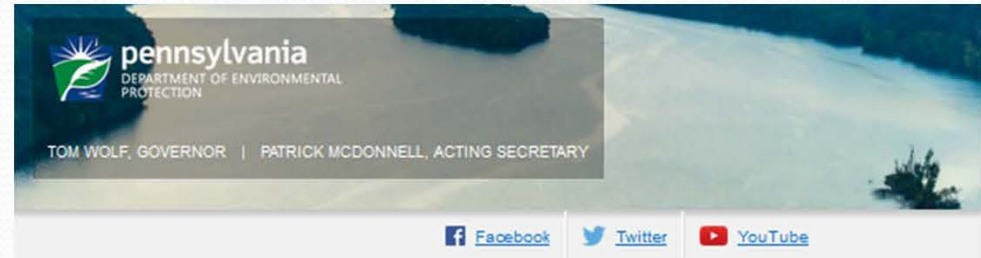 pennsylvania
DEPARTMENT OF ENVIRONMENTAL
PROTECTION
TOM WOLF, GOVERNOR | PATRICK MCDONNELL, ACTING SECRETARY
Facebook Twitter YouTube